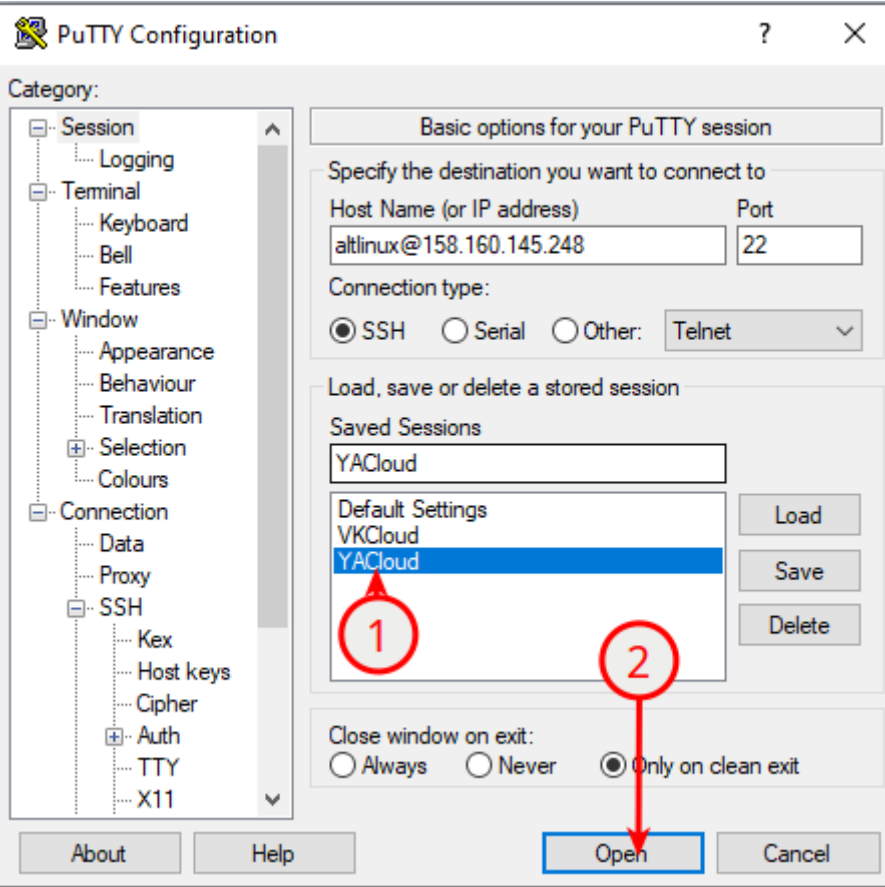 PuTTY Configuration
?
Category:
Session
Logging
Terminal
Keyboard
Bell
Features
Window
Appearance
Behaviour
Translation
Selection
Colours
Connection
Data
Proxy
SSH
Kex
Host keys
Cipher
Auth
TTY
X11
Basic options for your PuTTY session
Specify the destination you want to connect to
Host Name (or IP address) Port
altlinux@158.160.145.248 22
Connection type:
SSH Serial Other: Telnet
Load, save or delete a stored session
Saved Sessions
YACloud
Default Settings
VKCloud
YACloud
Load
Save
Delete
1
2
Close window on exit:
Always Never Only on clean exit
About Help Open Cancel